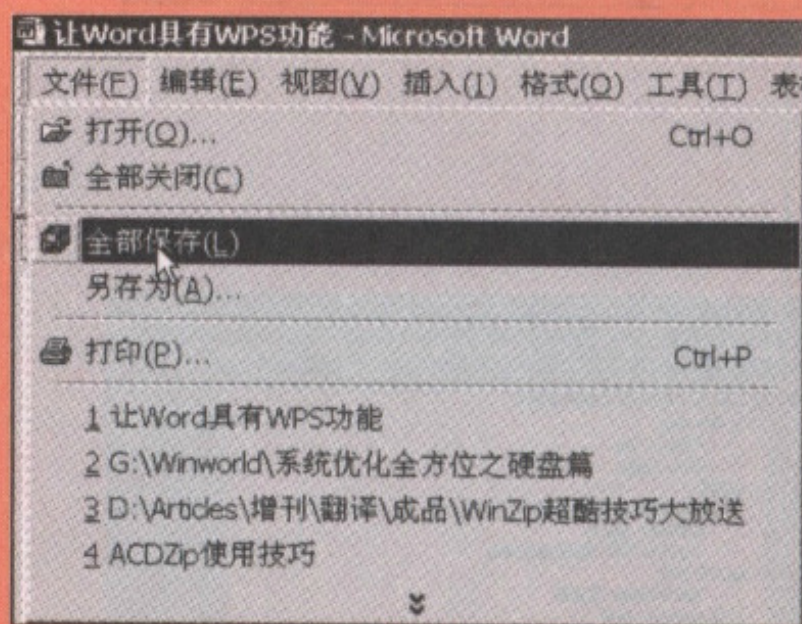 让Word具有WPS功能 - Microsoft Word
文件(F) 编辑(E) 视图(V) 插入(I) 格式(O) 工具(T) 表
打开(O)... Ctrl+O
全部关闭(C)
全部保存(L)
另存为(A)...
打印(P)... Ctrl+P
1 让Word具有WPS功能
2 G:\Winworld\系统优化全方位之硬盘篇
3 D:\Articles\增刊\翻译\成品\WinZip超酷技巧大放送
4 ACDZip使用技巧